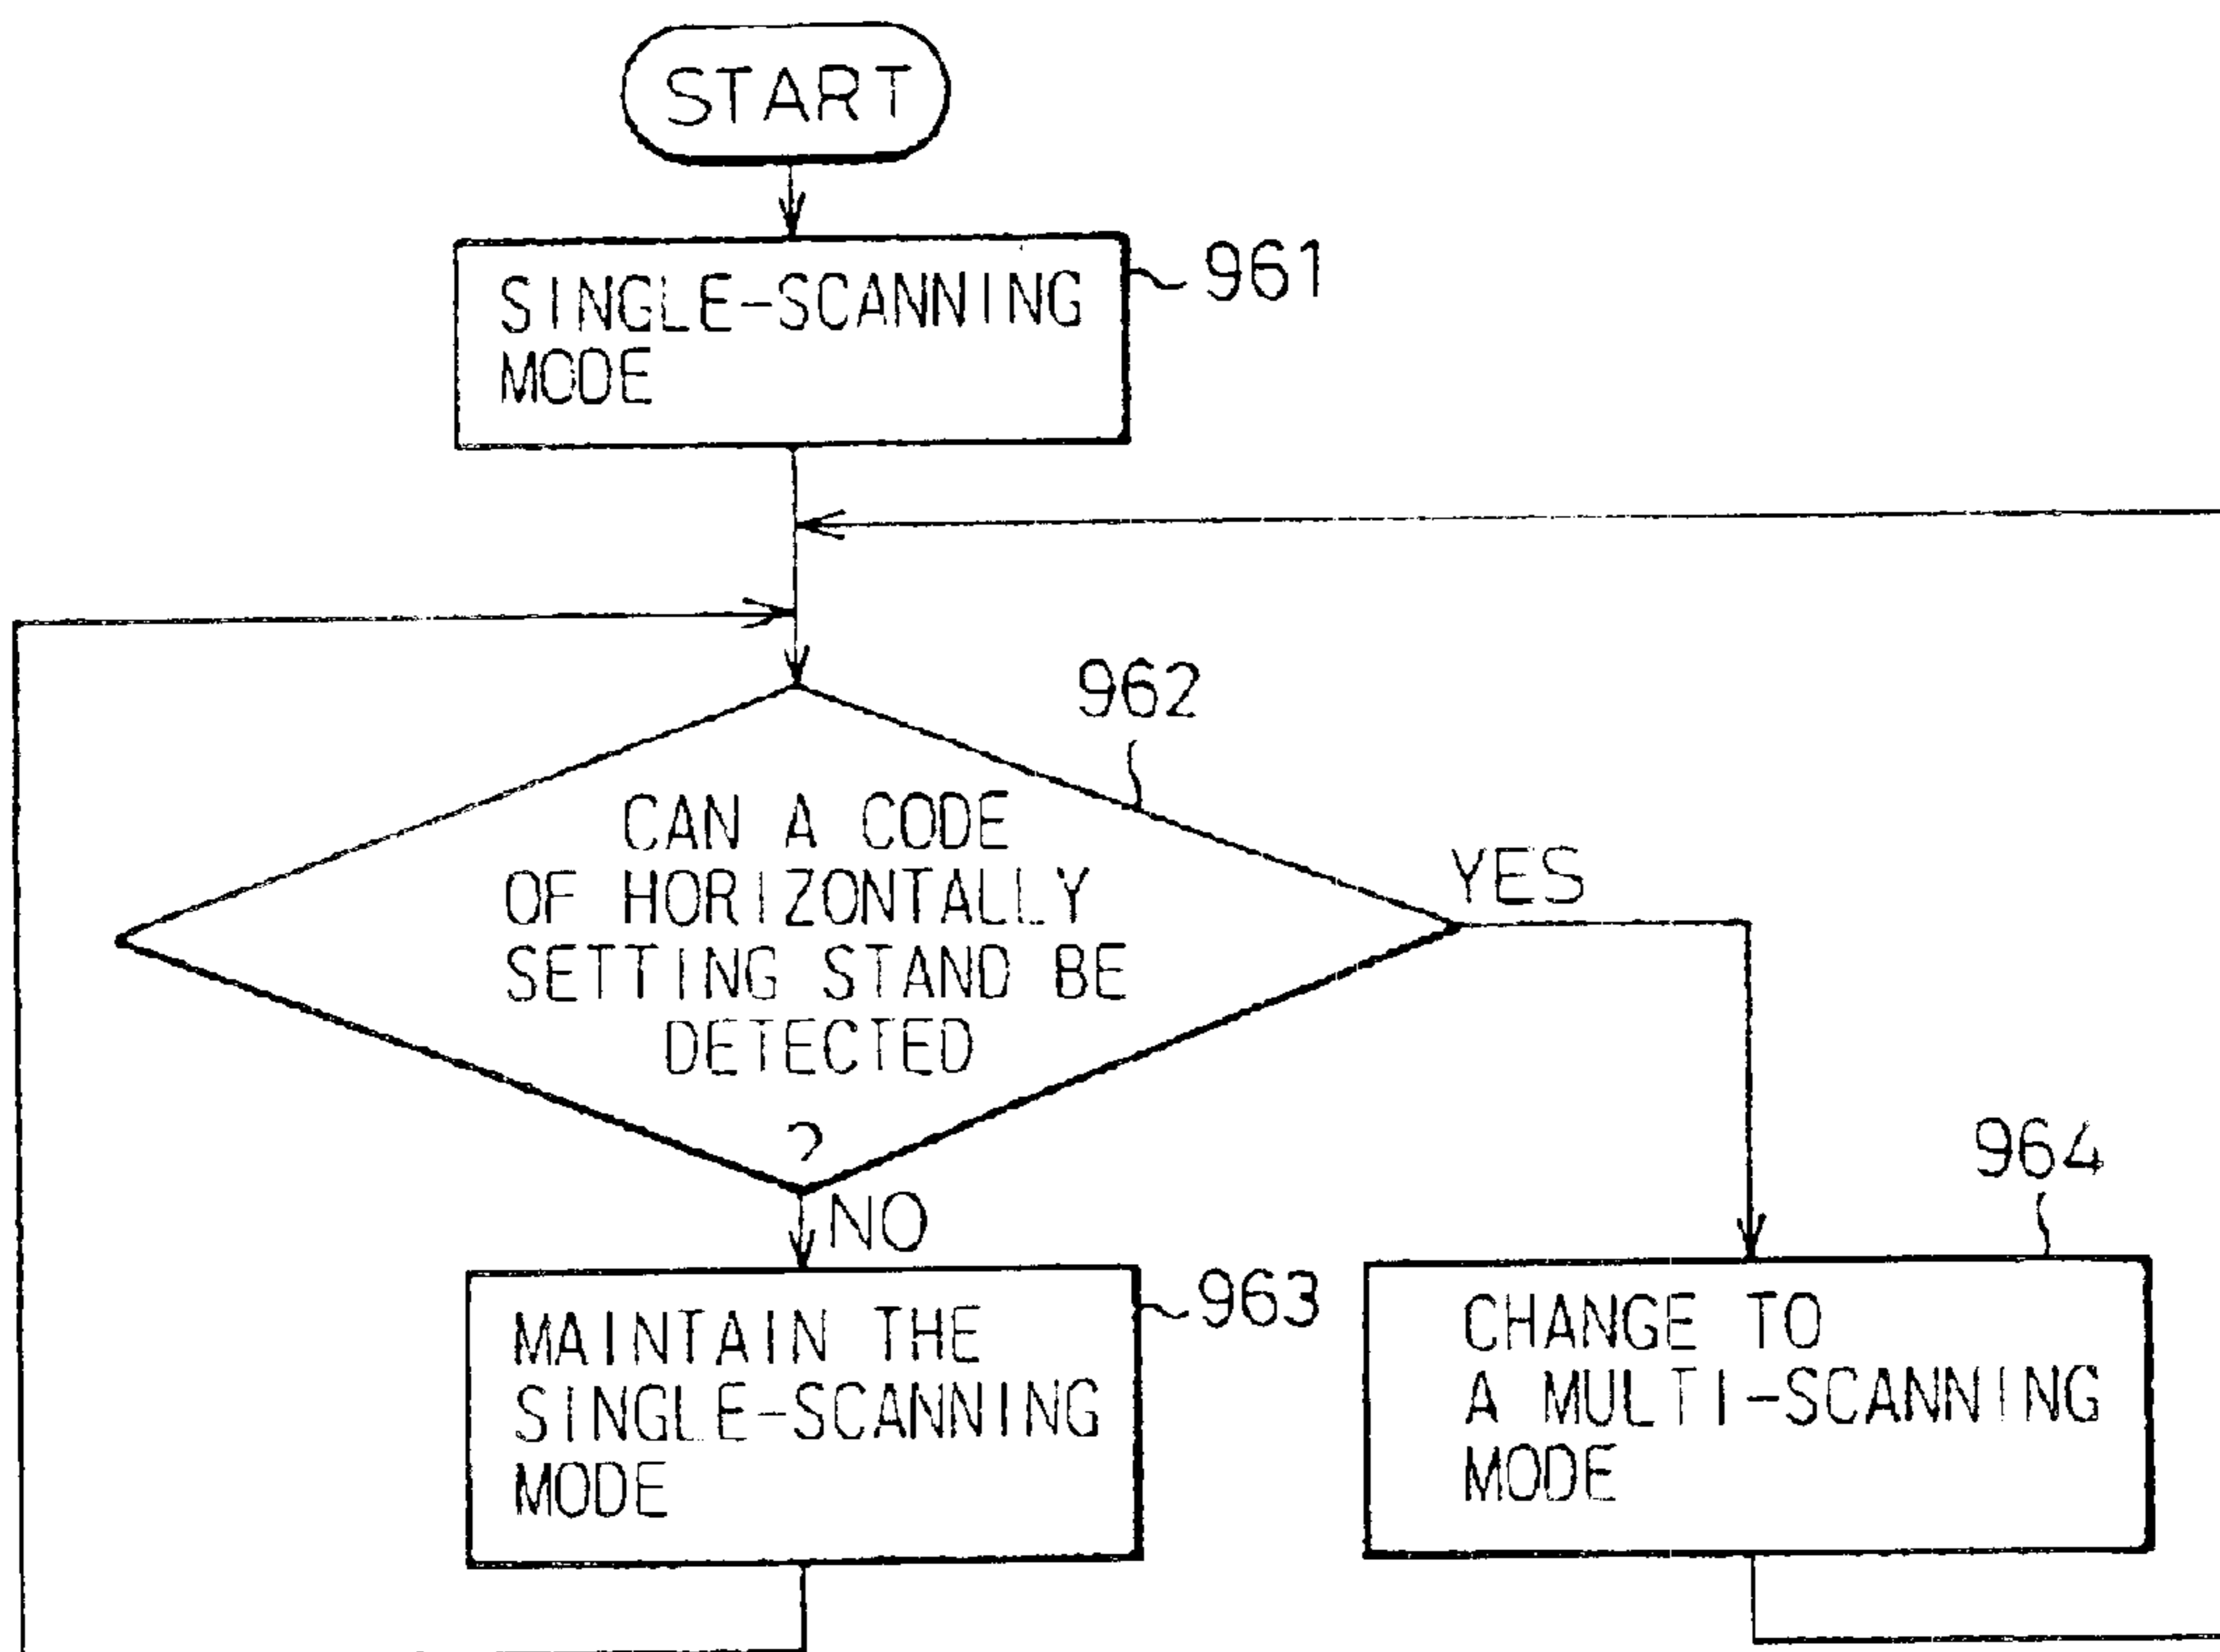 START
SINGLE-SCANNING
MODE
961
962
CAN A CODE
OF HORIZONTALLY
SETTING STAND BE
DETECTED
?
YES
NO
964
MAINTAIN THE
SINGLE-SCANNING
MODE
963
CHANGE TO
A MULTI-SCANNING
MODE